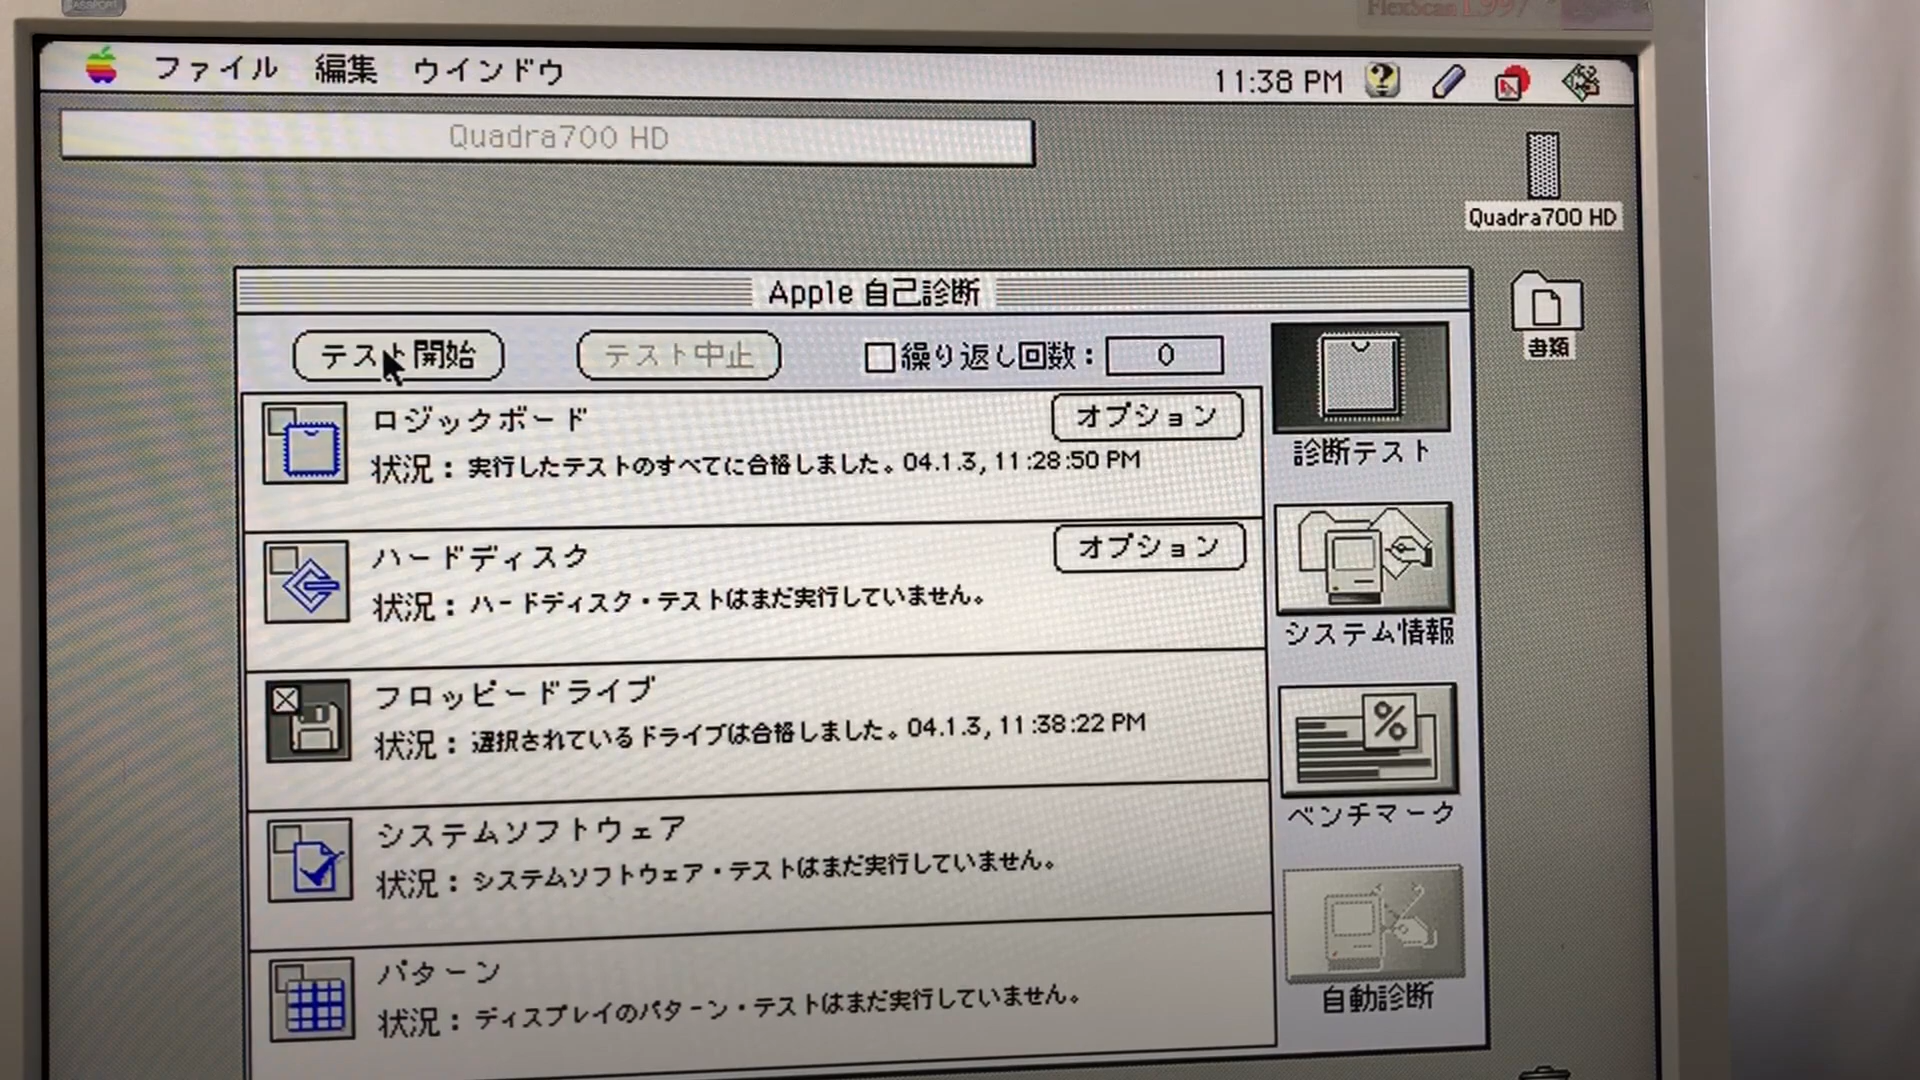 PASSPORT
FlexScan L997
ファイル 編集 ウインドウ 11:38 PM
Quadra700 HD
Quadra700 HD
書類
Apple 自己診断
テスト開始 テスト中止 繰り返し回数： 0
ロジックボード オプション
状況： 実行したテストのすべてに合格しました。04.1.3, 11:28:50 PM
ハードディスク オプション
状況： ハードディスク・テストはまだ実行していません。
フロッピードライブ
状況： 選択されているドライブは合格しました。04.1.3, 11:38:22 PM
システムソフトウェア
状況： システムソフトウェア・テストはまだ実行していません。
パターン
状況： ディスプレイのパターン・テストはまだ実行していません。
診断テスト
システム情報
%
ベンチマーク
自動診断